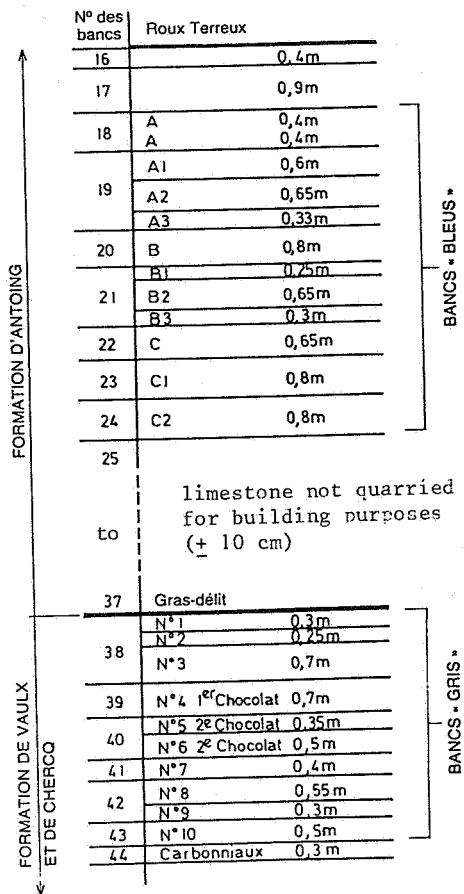 Nº des
bancs
Roux Terreux
16 0,4m
17 0,9m
18 A 0,4m
A 0,4m
19 A1 0,6m
A2 0,65m
A3 0,33m
20 B 0,8m
21 B1 0,25m
B2 0,65m
B3 0,3m
22 C 0,65m
23 C1 0,8m
24 C2 0,8m
25
to
limestone not quarried
for building purposes
(± 10 cm)
37 Gras-délit
38 N°1 0,3m
N°2 0,25m
N°3 0,7m
39 N°4 1er Chocolat 0,7m
40 N°5 2e Chocolat 0,35m
N°6 2e Chocolat 0,5m
41 N°7 0,4m
42 N°8 0,55m
N°9 0,3m
43 N°10 0,5m
44 Carbonniaux 0,3m
FORMATION D'ANTOING
FORMATION DE VAULX
ET DE CHERCQ
BANCS « BLEUS »
BANCS « GRIS »